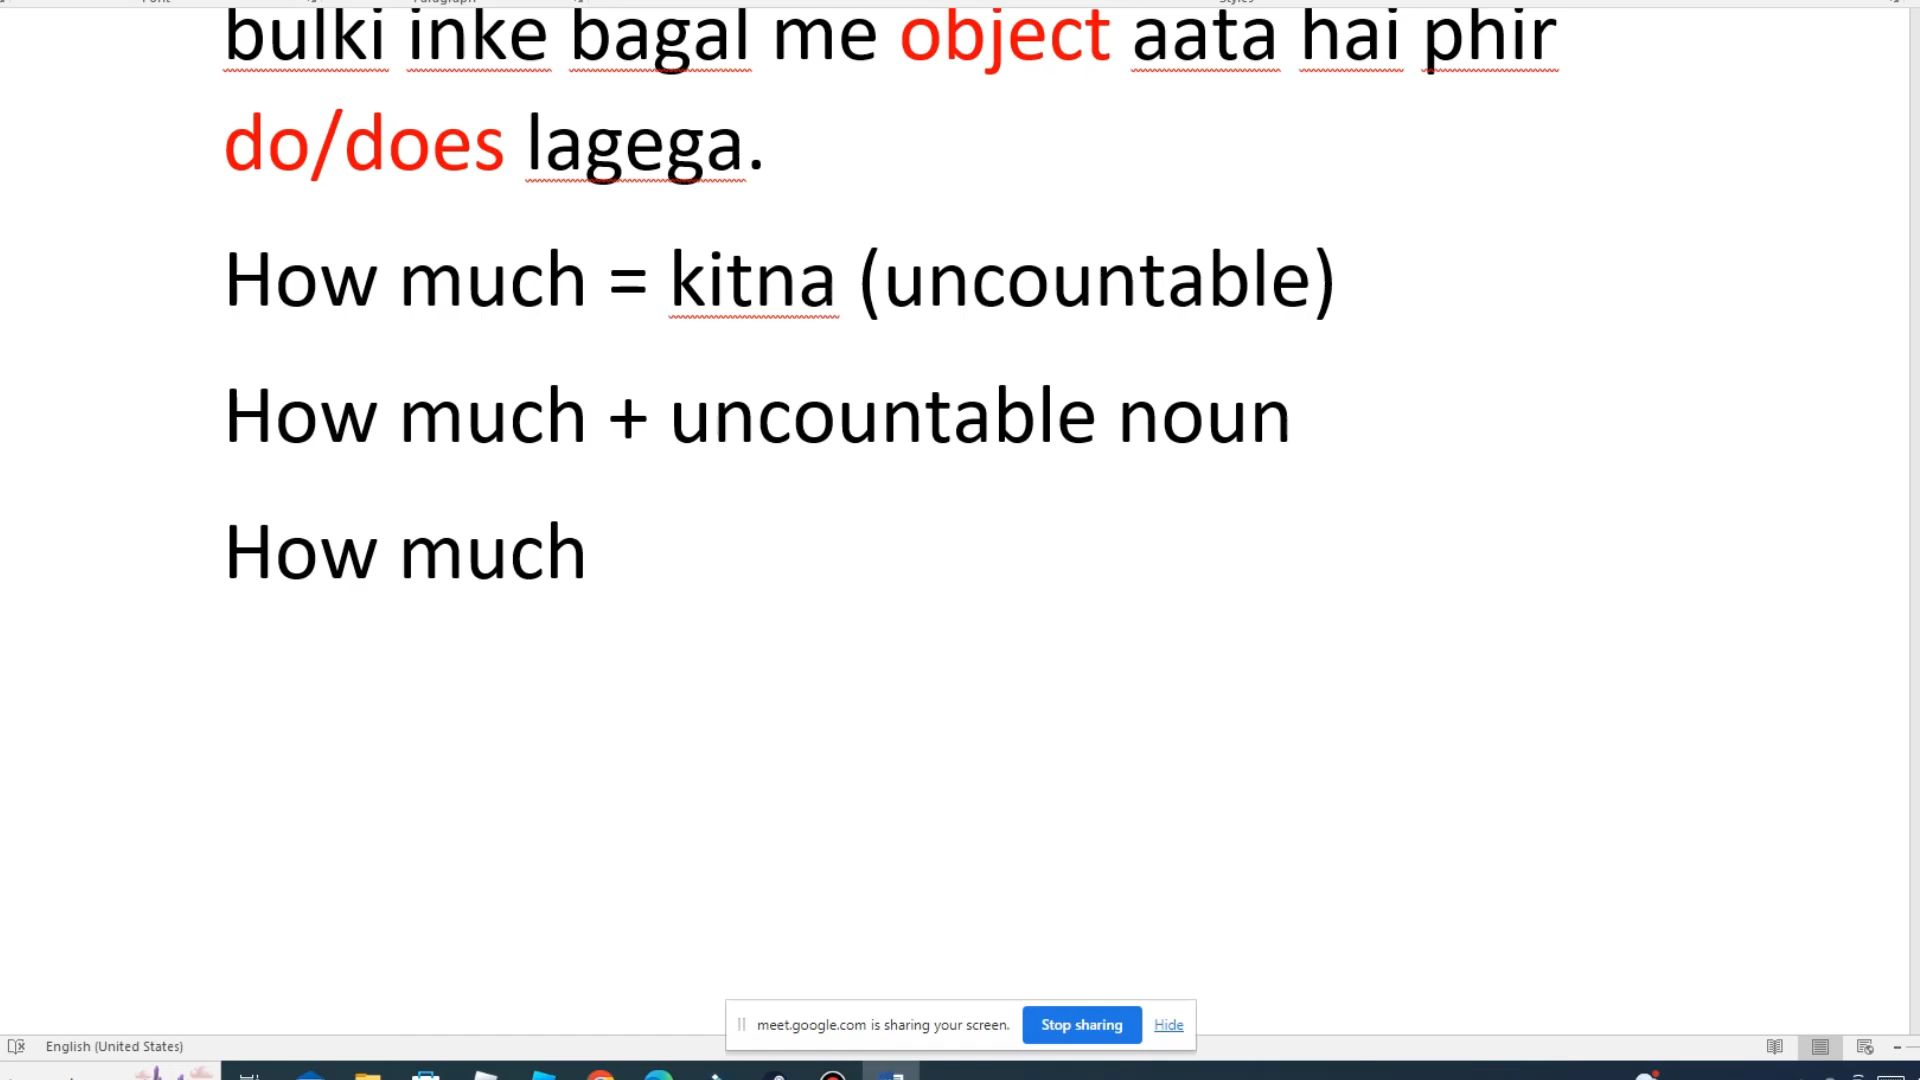 bulki inke bagal me object aata hai phir
do/does lagega.
How much = kitna (uncountable)
How much + uncountable noun
How much
meet.google.com is sharing your screen. Stop sharing Hide
English (United States)